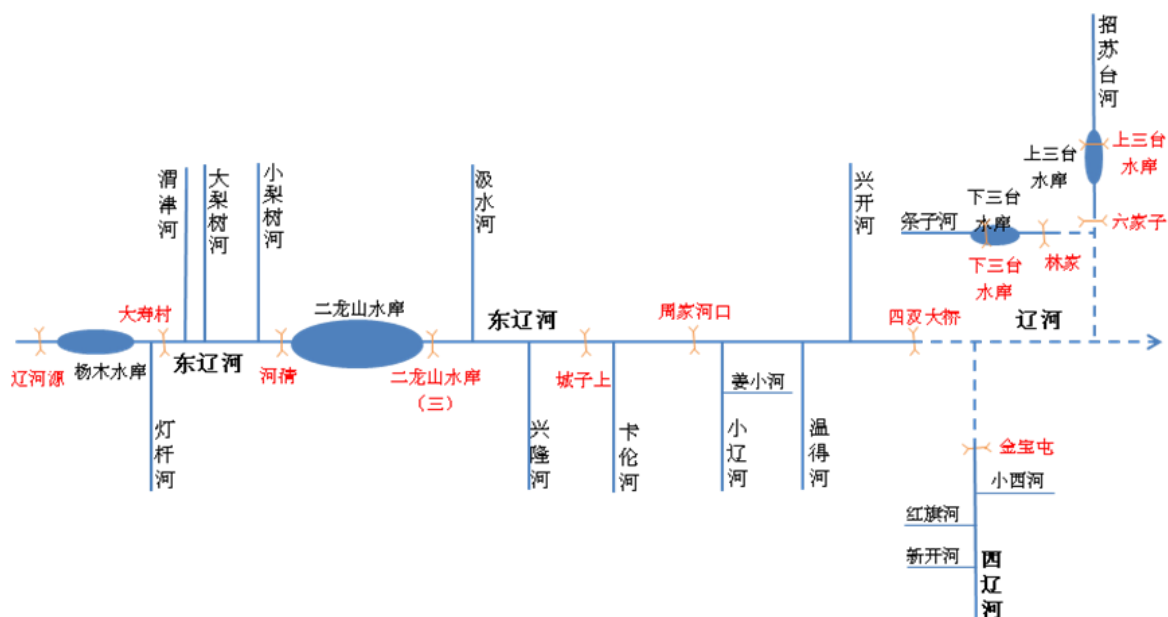 招苏台河
上三台
水库
上三台
水库
渭津河
大梨树河
小梨树河
汲水河
兴开河
下三台
水库
条子河
六家子
下三台
水库
林家
二龙山水库
大寿村
东辽河
周家河口
四双大桥
辽河
辽河源
杨木水库
东辽河
河清
二龙山水库
（三）
城子上
姜小河
灯杆河
兴隆河
卡伦河
小辽河
温得河
金宝屯
小西河
红旗河
新开河
西辽河